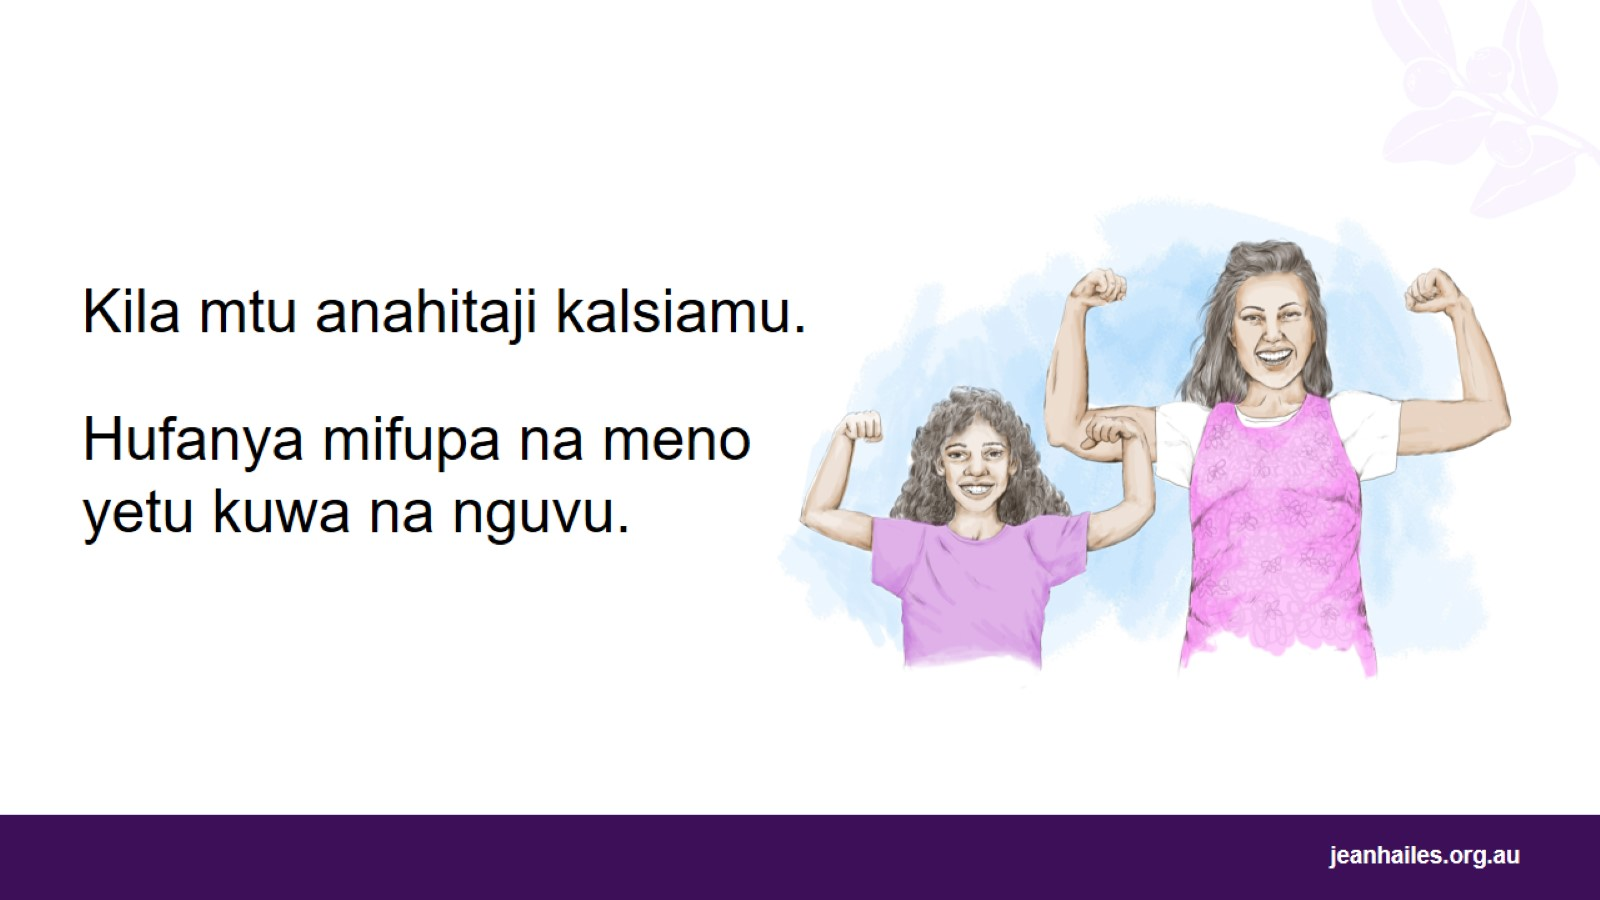 Kila mtu anahitaji kalsiamu.
Hufanya mifupa na meno
yetu kuwa na nguvu.
jeanhailes.org.au